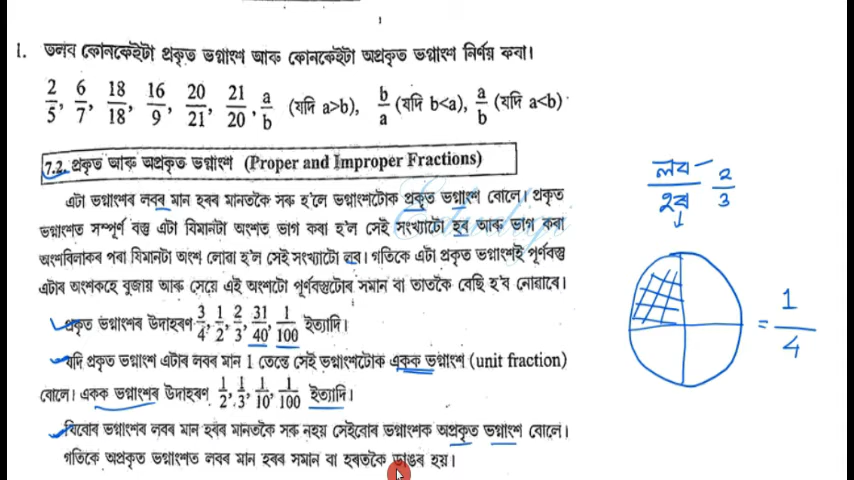 1. তলৰ কোনকেইটা প্ৰকৃত ভগ্নাংশ আৰু কোনকেইটা অপ্ৰকৃত ভগ্নাংশ নিৰ্ণয় কৰা।
2/5, 6/7, 18/18, 16/9, 20/21, 21/20, a/b (যদি a>b), b/a (যদি b<a), a/b (যদি a<b)
7.2. প্ৰকৃত আৰু অপ্ৰকৃত ভগ্নাংশ (Proper and Improper Fractions)
এটা ভগ্নাংশৰ লবৰ মান হৰৰ মানতকৈ সৰু হ'লে ভগ্নাংশটোক প্ৰকৃত ভগ্নাংশ বোলে। প্ৰকৃত
ভগ্নাংশত সম্পূৰ্ণ বস্তু এটা যিমানটা অংশত ভাগ কৰা হ'ল সেই সংখ্যাটো হৰ আৰু ভাগ কৰা
অংশবিলাকৰ পৰা যিমানটা অংশ লোৱা হ'ল সেই সংখ্যাটো লৱ। গতিকে এটা প্ৰকৃত ভগ্নাংশই পূৰ্ণবস্তু
এটাৰ অংশকহে বুজায় আৰু সেয়ে এই অংশটো পূৰ্ণবস্তুটোৰ সমান বা তাতকৈ বেছি হ'ব নোৱাৰে।
প্ৰকৃত ভগ্নাংশৰ উদাহৰণ 3/4, 1/2, 2/3, 31/40, 1/100 ইত্যাদি।
যদি প্ৰকৃত ভগ্নাংশ এটাৰ লবৰ মান 1 তেন্তে সেই ভগ্নাংশটোক একক ভগ্নাংশ (unit fraction)
বোলে। একক ভগ্নাংশৰ উদাহৰণ 1/2, 1/3, 1/10, 1/100 ইত্যাদি।
যিবোৰ ভগ্নাংশৰ লবৰ মান হৰৰ মানতকৈ সৰু নহয় সেইবোৰ ভগ্নাংশক অপ্ৰকৃত ভগ্নাংশ বোলে।
গতিকে অপ্ৰকৃত ভগ্নাংশত লবৰ মান হৰৰ সমান বা হৰতকৈ ডাঙৰ হয়।
লব/হৰ 2/3
= 1/4